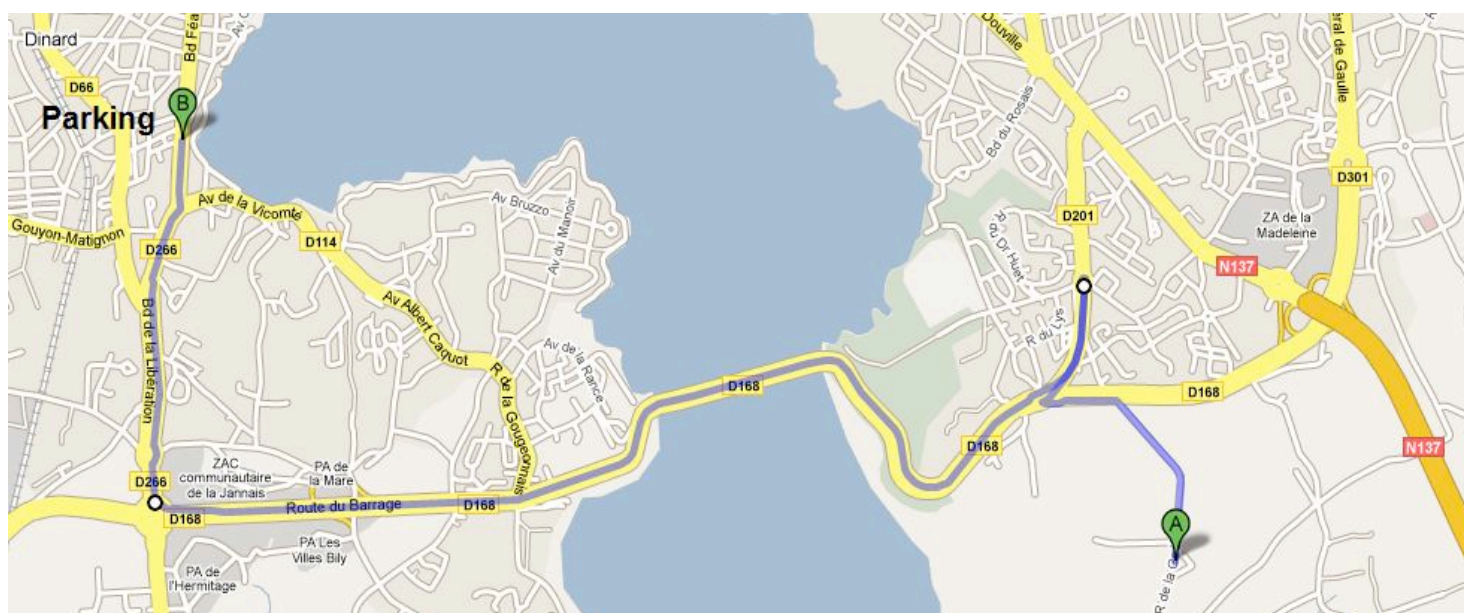 Dinard
D66
Bd Féa
Av C
B
Parking
Gouyon-Matignon
D266
Av de la Vicomté
D114
Av Bruzzo
Av du Manoir
Av Albert Caquot
Bd de la Libération
Av de la Rance
R de la Gougeonnais
D266
D168
ZAC
communautaire
de la Jannais
PA de
la Mare
Route du Barrage
D168
PA Les
Villes Bily
PA de
l'Hermitage
D168
Douville
Bd du Rosais
éral de Gaulle
D301
D201
R du Dr Huet
ZA de la
Madeleine
N137
R du Lys
D168
D168
N137
A
R de la G